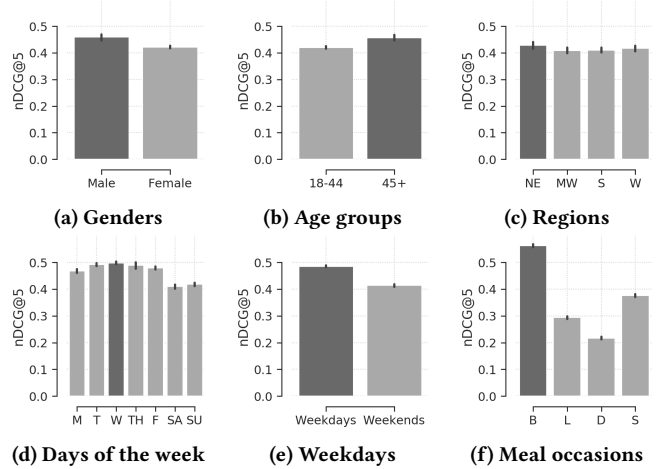 nDCG@5
0.5
0.4
0.3
0.2
0.1
0.0
Male Female
(a) Genders
nDCG@5
0.5
0.4
0.3
0.2
0.1
0.0
18-44 45+
(b) Age groups
nDCG@5
0.5
0.4
0.3
0.2
0.1
0.0
NE MW S W
(c) Regions
nDCG@5
0.5
0.4
0.3
0.2
0.1
0.0
M T W TH F SA SU
(d) Days of the week
nDCG@5
0.5
0.4
0.3
0.2
0.1
0.0
Weekdays Weekends
(e) Weekdays
nDCG@5
0.5
0.4
0.3
0.2
0.1
0.0
B L D S
(f) Meal occasions